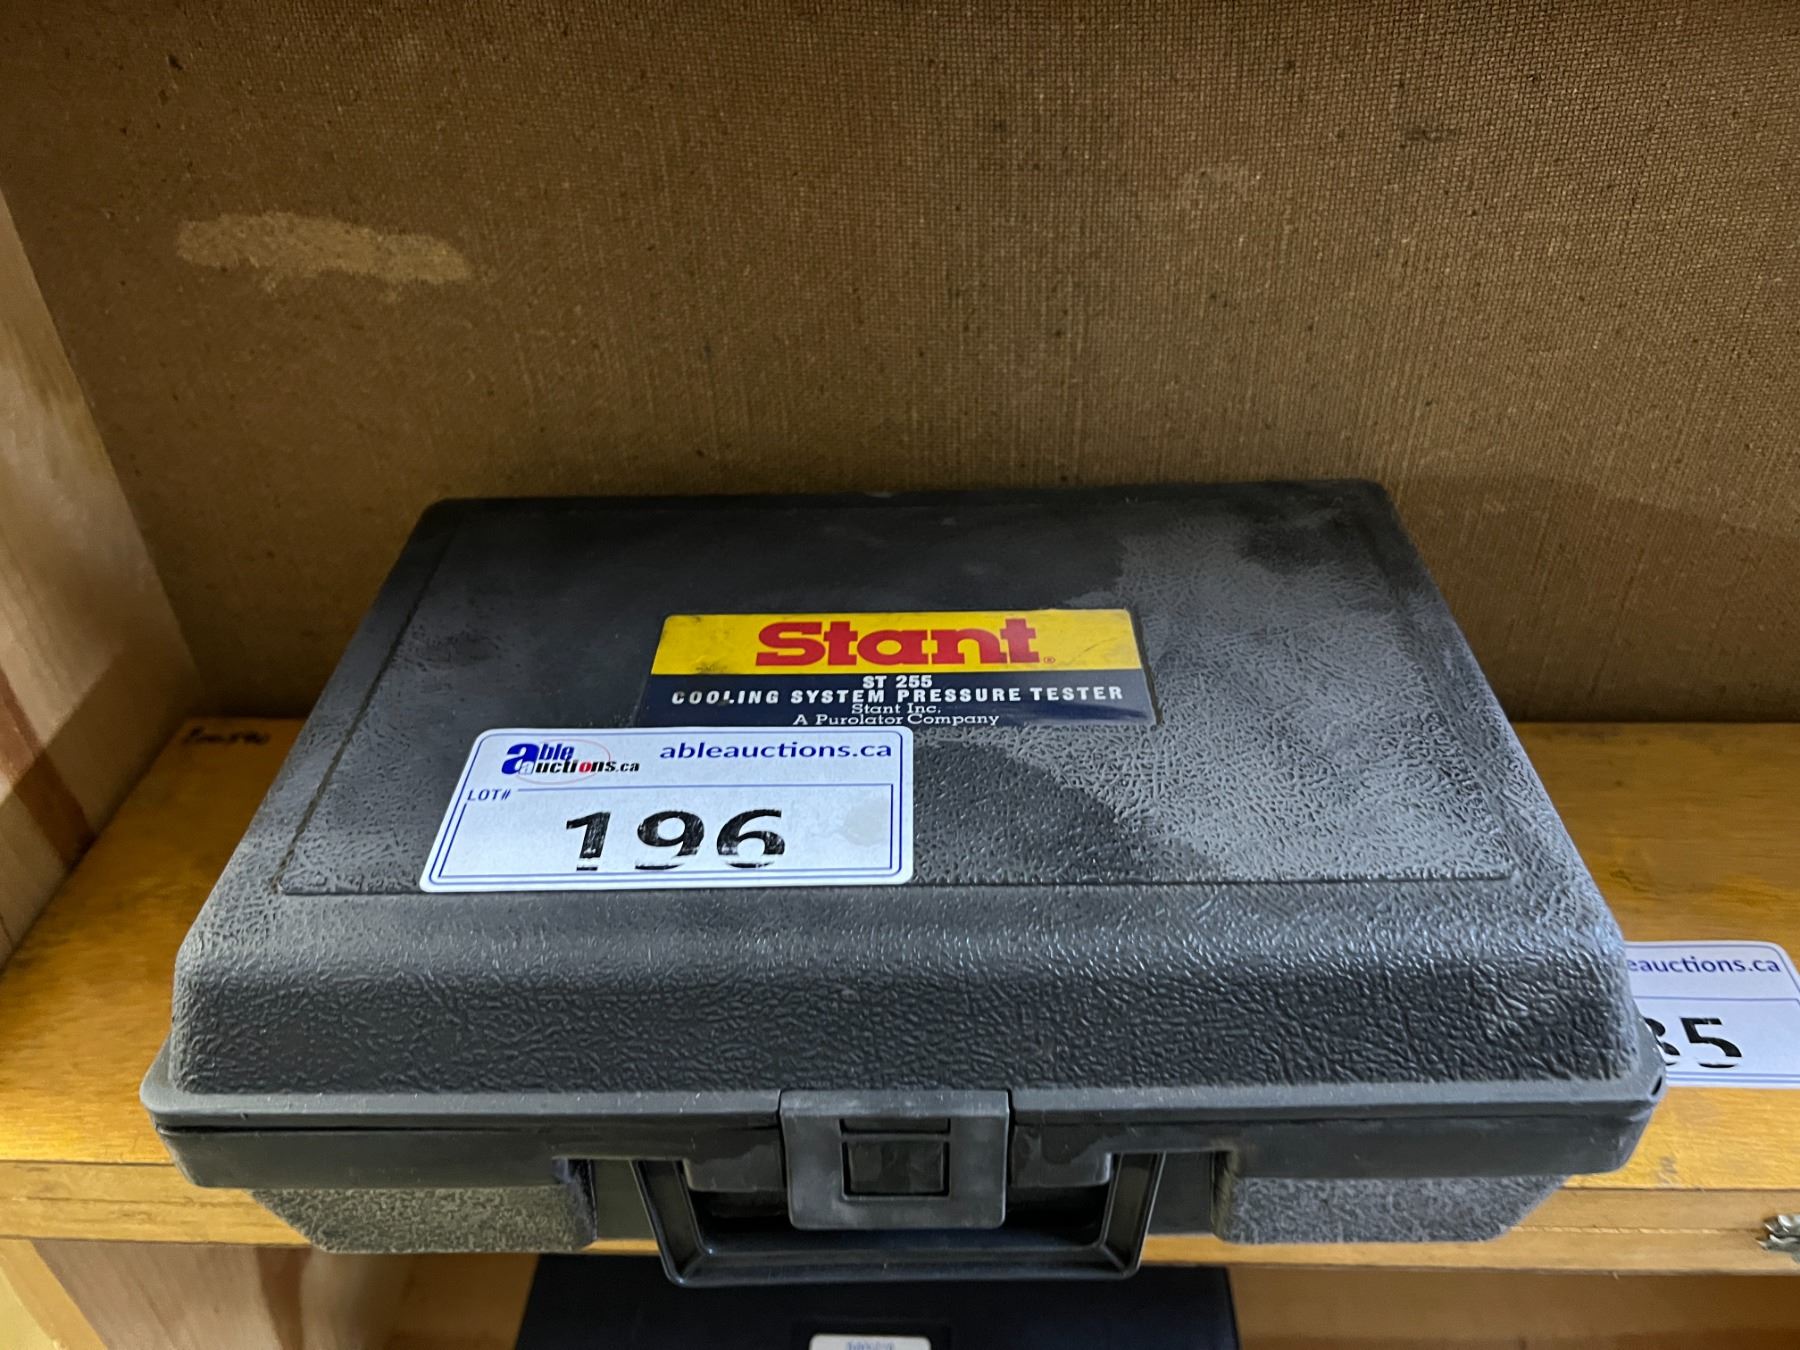 Stant®
ST 255
COOLING SYSTEM PRESSURE TESTER
Stant Inc.
A Purolator Company
able auctions.ca
ableauctions.ca
LOT#
196
eauctions.ca
35